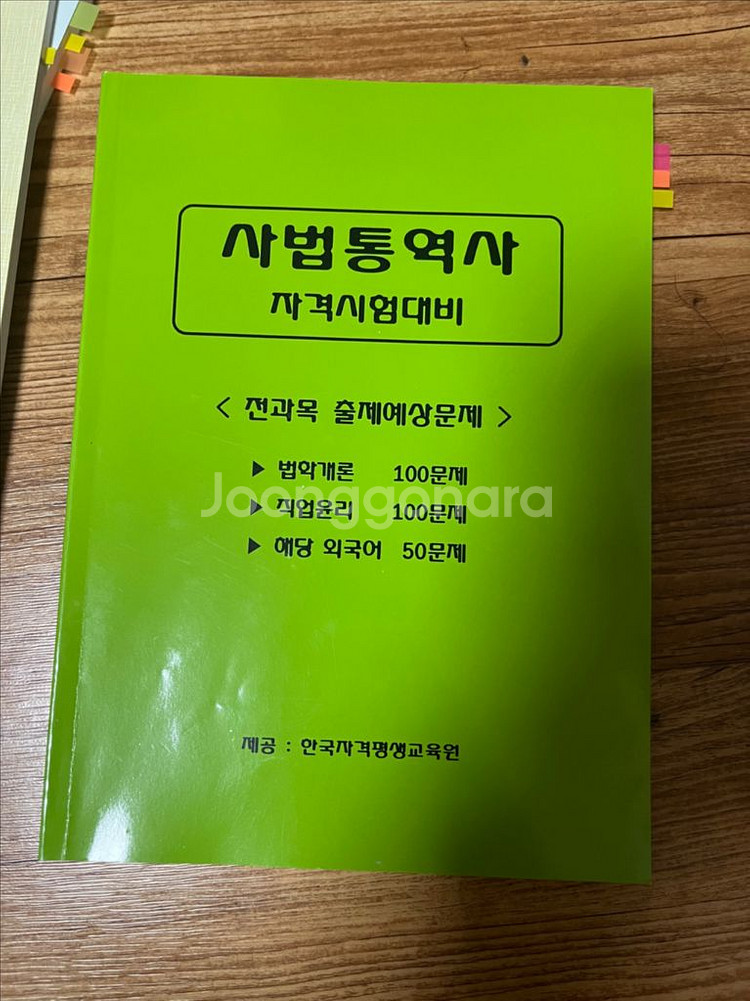 사법통역사
자격시험대비
< 전과목 출제예상문제 >
▶ 법학개론 100문제
Joonggonara
▶ 직업윤리 100문제
▶ 해당 외국어 50문제
제공 : 한국자격평생교육원